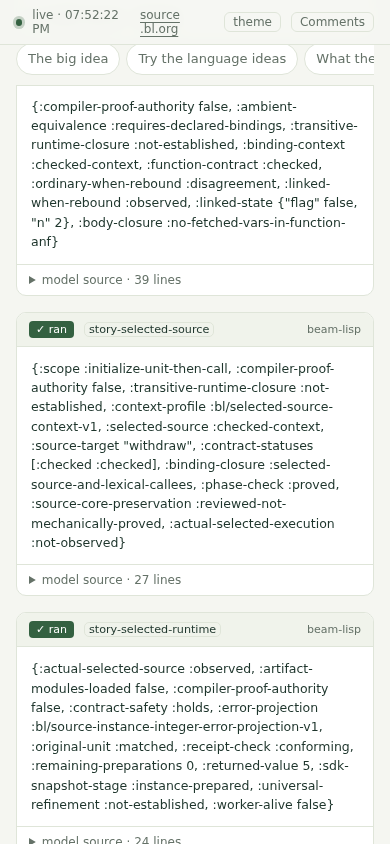 live · 07:52:22 PM
source.bl.org
theme
Comments
The big idea
Try the language ideas
What the
{:compiler-proof-authority false, :ambient-
equivalence :requires-declared-bindings, :transitive-
runtime-closure :not-established, :binding-context
:checked-context, :function-contract :checked,
:ordinary-when-rebound :disagreement, :linked-
when-rebound :observed, :linked-state {"flag" false,
"n" 2}, :body-closure :no-fetched-vars-in-function-
anf}
▶ model source · 39 lines
✓ ran
story-selected-source
beam-lisp
{:scope :initialize-unit-then-call, :compiler-proof-
authority false, :transitive-runtime-closure :not-
established, :context-profile :bl/selected-source-
context-v1, :selected-source :checked-context,
:source-target "withdraw", :contract-statuses
[:checked :checked], :binding-closure :selected-
source-and-lexical-callees, :phase-check :proved,
:source-core-preservation :reviewed-not-
mechanically-proved, :actual-selected-execution
:not-observed}
▶ model source · 27 lines
✓ ran
story-selected-runtime
beam-lisp
{:actual-selected-source :observed, :artifact-
modules-loaded false, :compiler-proof-authority
false, :contract-safety :holds, :error-projection
:bl/source-instance-integer-error-projection-v1,
:original-unit :matched, :receipt-check :conforming,
:remaining-preparations 0, :returned-value 5, :sdk-
snapshot-stage :instance-prepared, :universal-
refinement :not-established, :worker-alive false}
▶ model source · 24 lines